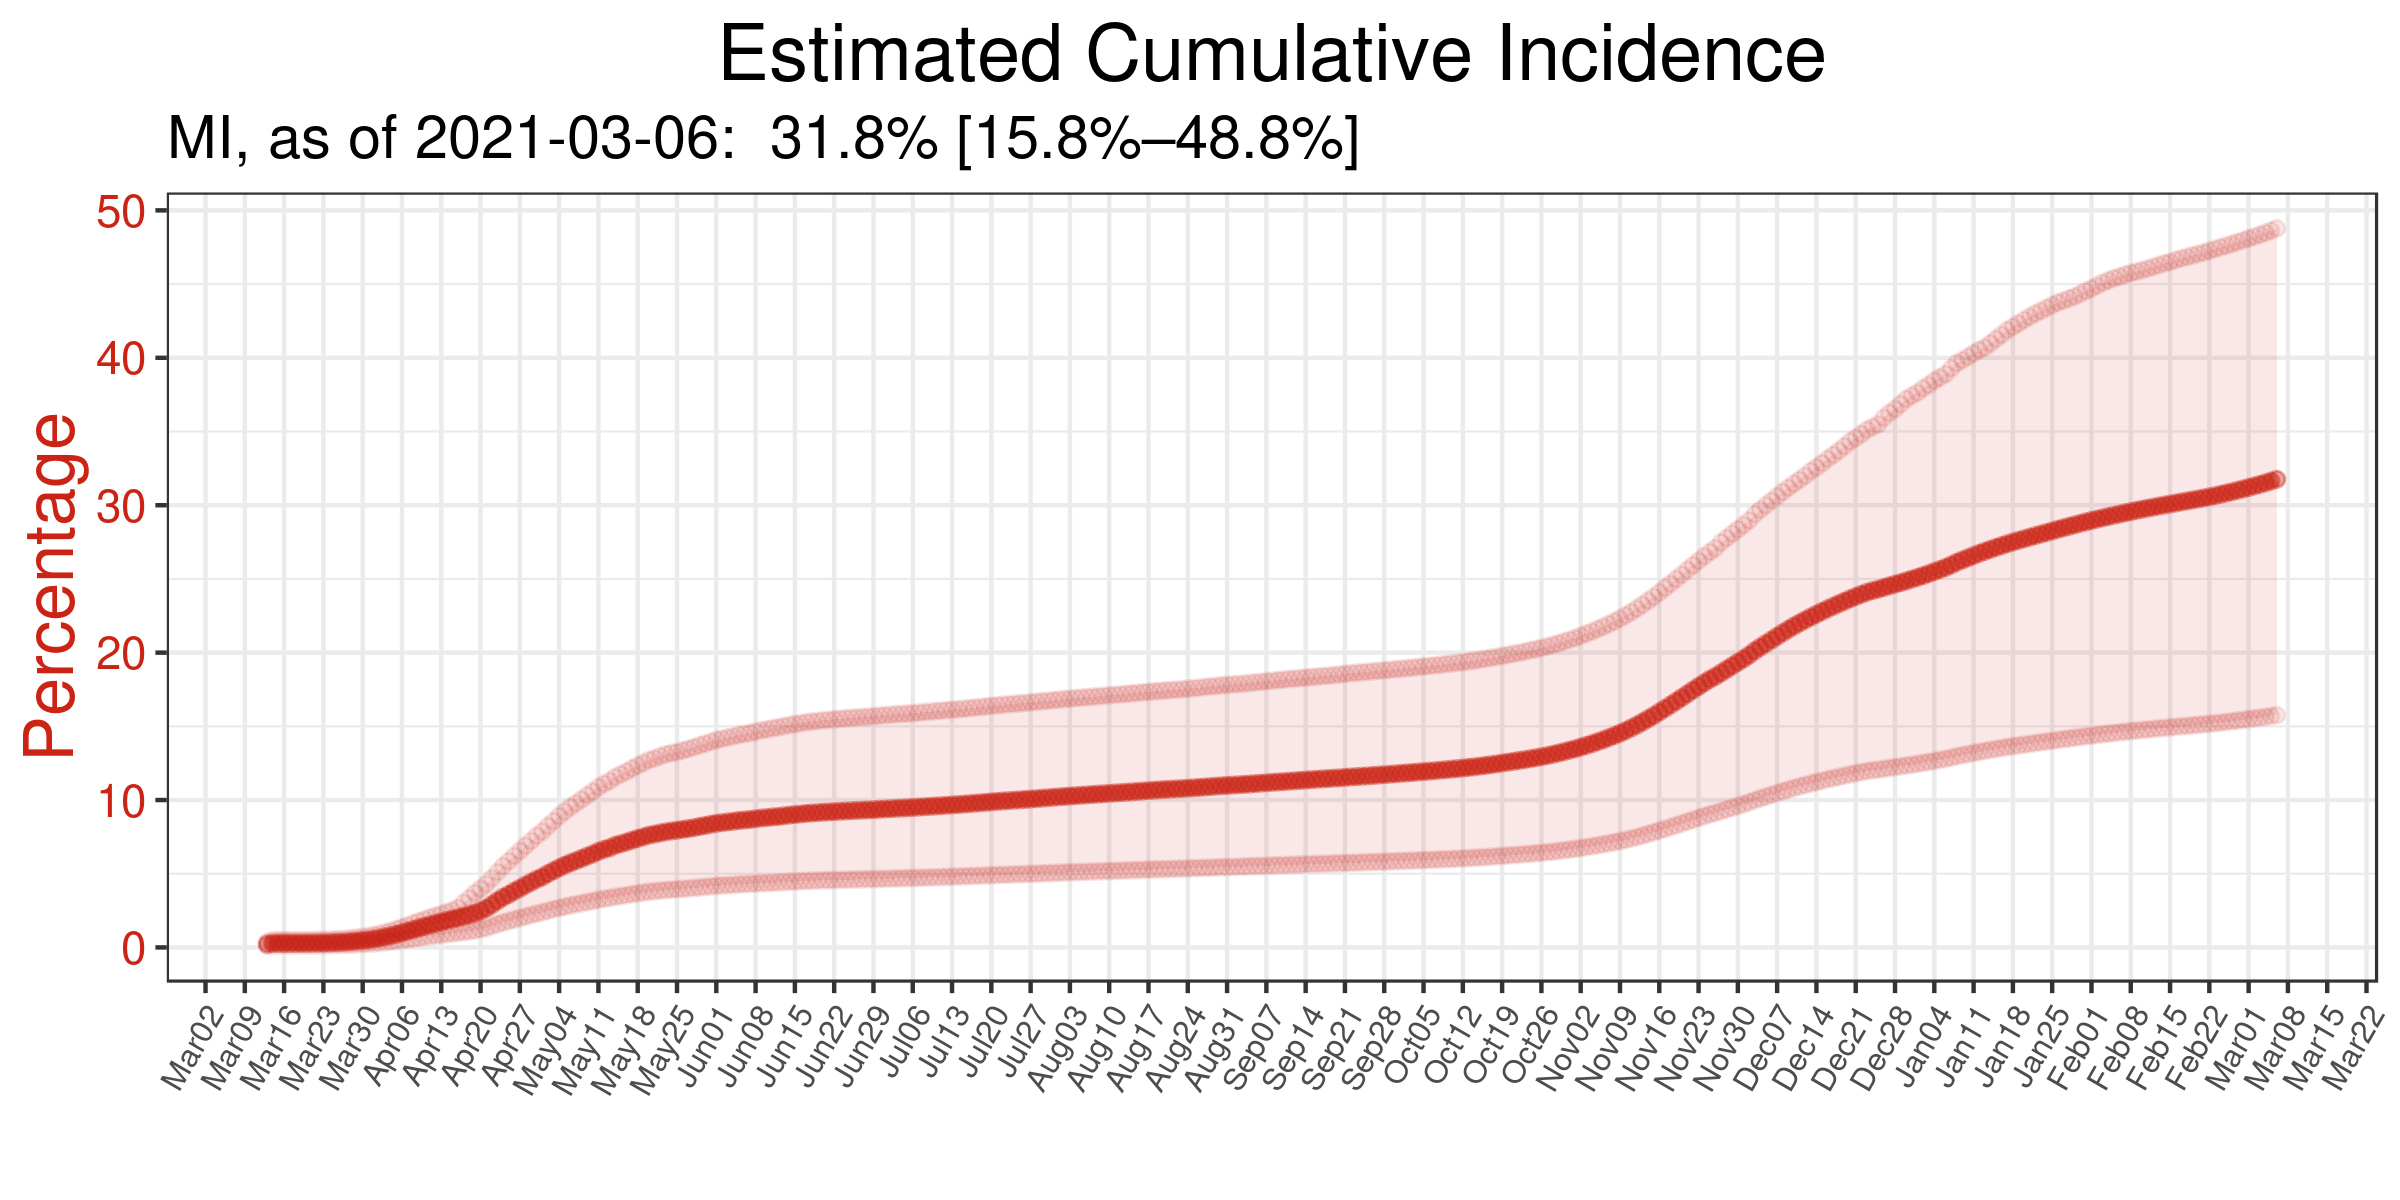 Estimated Cumulative Incidence
MI, as of 2021-03-06:  31.8% [15.8%–48.8%]
Percentage
50
40
30
20
10
0
Mar02
Mar09
Mar16
Mar23
Mar30
Apr06
Apr13
Apr20
Apr27
May04
May11
May18
May25
Jun01
Jun08
Jun15
Jun22
Jun29
Jul06
Jul13
Jul20
Jul27
Aug03
Aug10
Aug17
Aug24
Aug31
Sep07
Sep14
Sep21
Sep28
Oct05
Oct12
Oct19
Oct26
Nov02
Nov09
Nov16
Nov23
Nov30
Dec07
Dec14
Dec21
Dec28
Jan04
Jan11
Jan18
Jan25
Feb01
Feb08
Feb15
Feb22
Mar01
Mar08
Mar15
Mar22